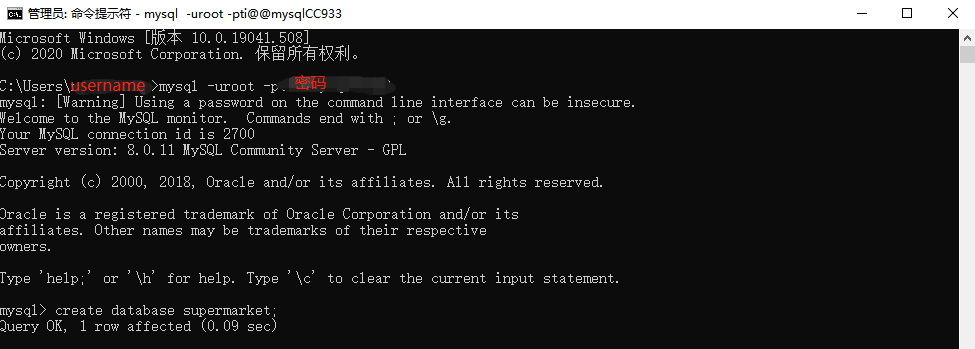 管理员: 命令提示符 - mysql  -uroot -pti@@mysqlCC933
Microsoft Windows [版本 10.0.19041.508]
(c) 2020 Microsoft Corporation. 保留所有权利。
C:\Users\username >mysql -uroot -p 密码
mysql: [Warning] Using a password on the command line interface can be insecure.
Welcome to the MySQL monitor.  Commands end with ; or \g.
Your MySQL connection id is 2700
Server version: 8.0.11 MySQL Community Server - GPL
Copyright (c) 2000, 2018, Oracle and/or its affiliates. All rights reserved.
Oracle is a registered trademark of Oracle Corporation and/or its
affiliates. Other names may be trademarks of their respective
owners.
Type 'help;' or '\h' for help. Type '\c' to clear the current input statement.
mysql> create database supermarket;
Query OK, 1 row affected (0.09 sec)